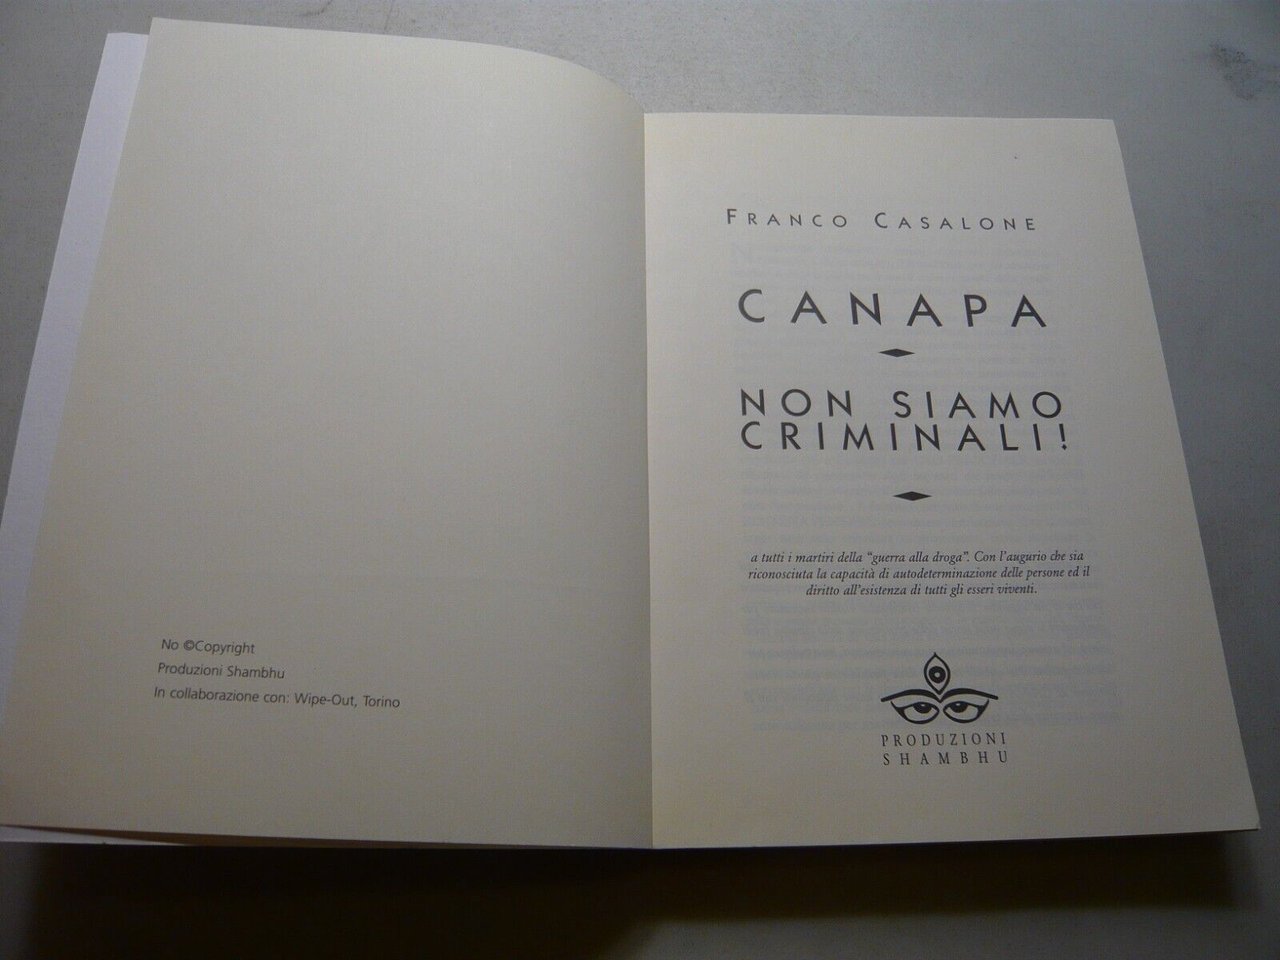 No ©Copyright
Produzioni Shambhu
In collaborazione con: Wipe-Out, Torino
FRANCO CASALONE
CANAPA
NON SIAMO
CRIMINALI!
a tutti i martiri della “guerra alla droga”. Con l’augurio che sia
riconosciuta la capacità di autodeterminazione delle persone ed il
diritto all’esistenza di tutti gli esseri viventi.
PRODUZIONI
SHAMBHU